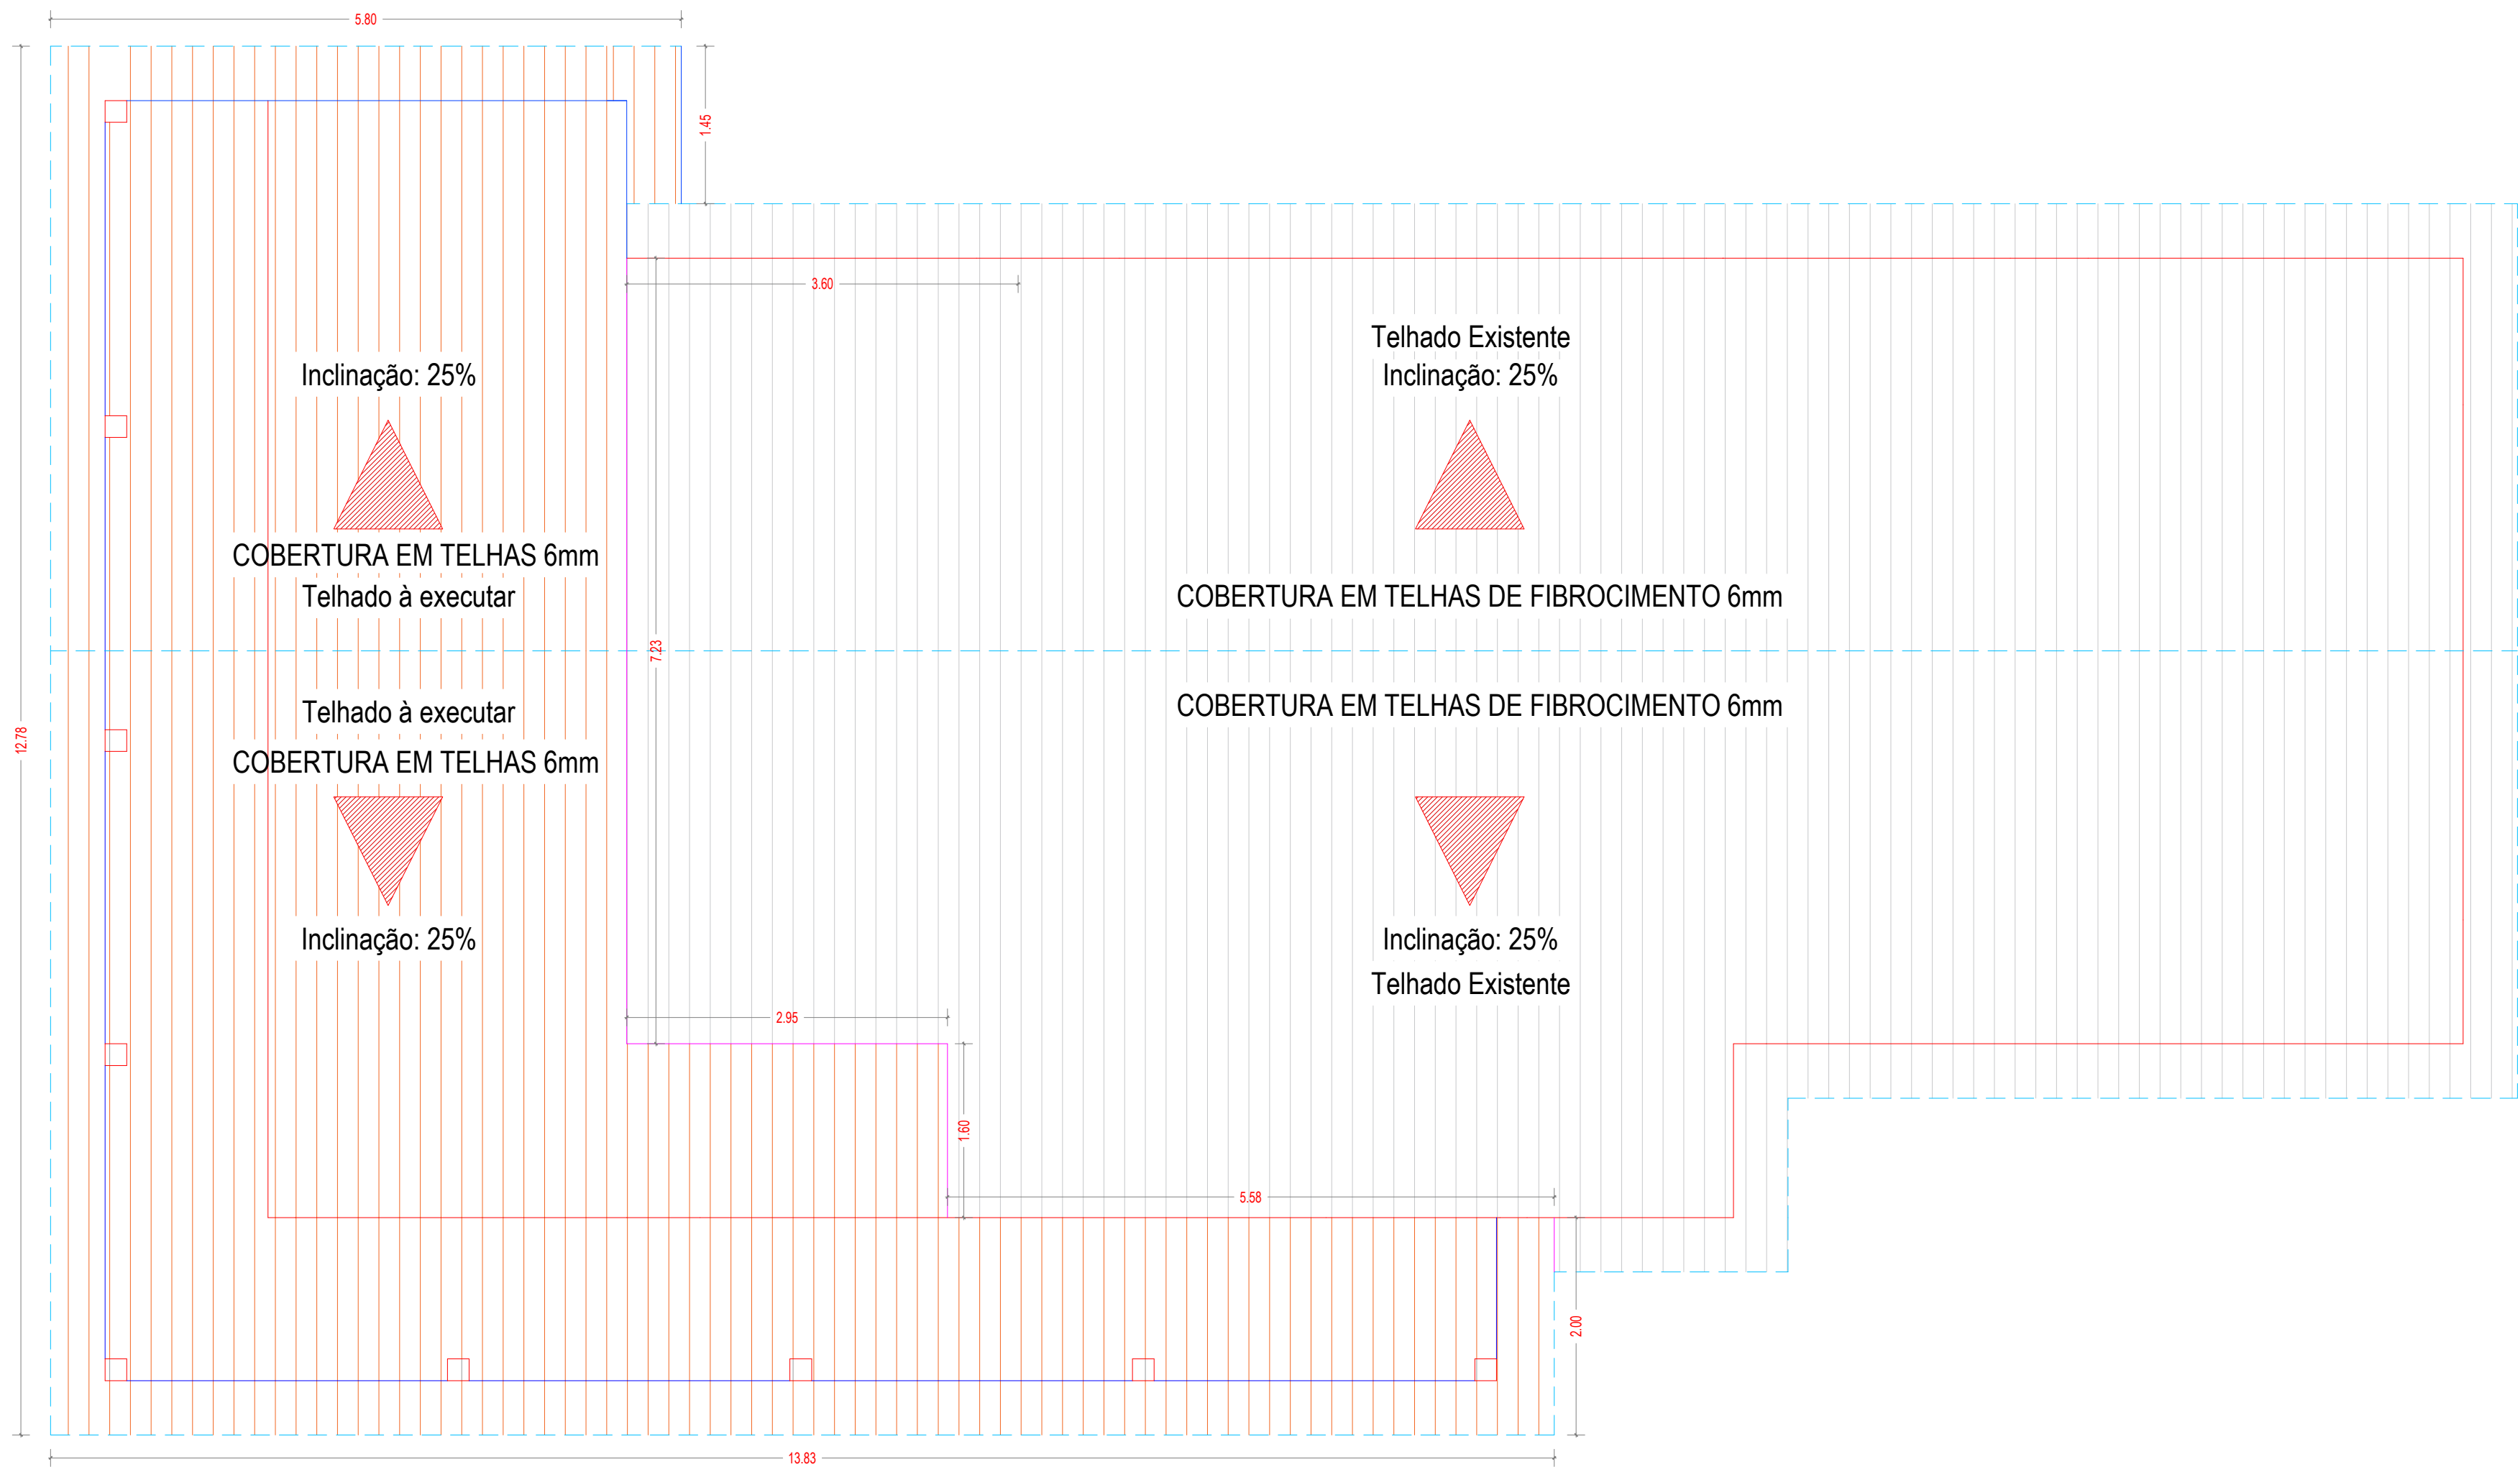 5.80
1.45
3.60
Telhado Existente
Inclinação: 25%
Inclinação: 25%
COBERTURA EM TELHAS 6mm
Telhado à executar
COBERTURA EM TELHAS DE FIBROCIMENTO 6mm
7.23
12.78
Telhado à executar
COBERTURA EM TELHAS DE FIBROCIMENTO 6mm
COBERTURA EM TELHAS 6mm
Inclinação: 25%
Inclinação: 25%
Telhado Existente
2.95
1.60
5.58
2.00
13.83